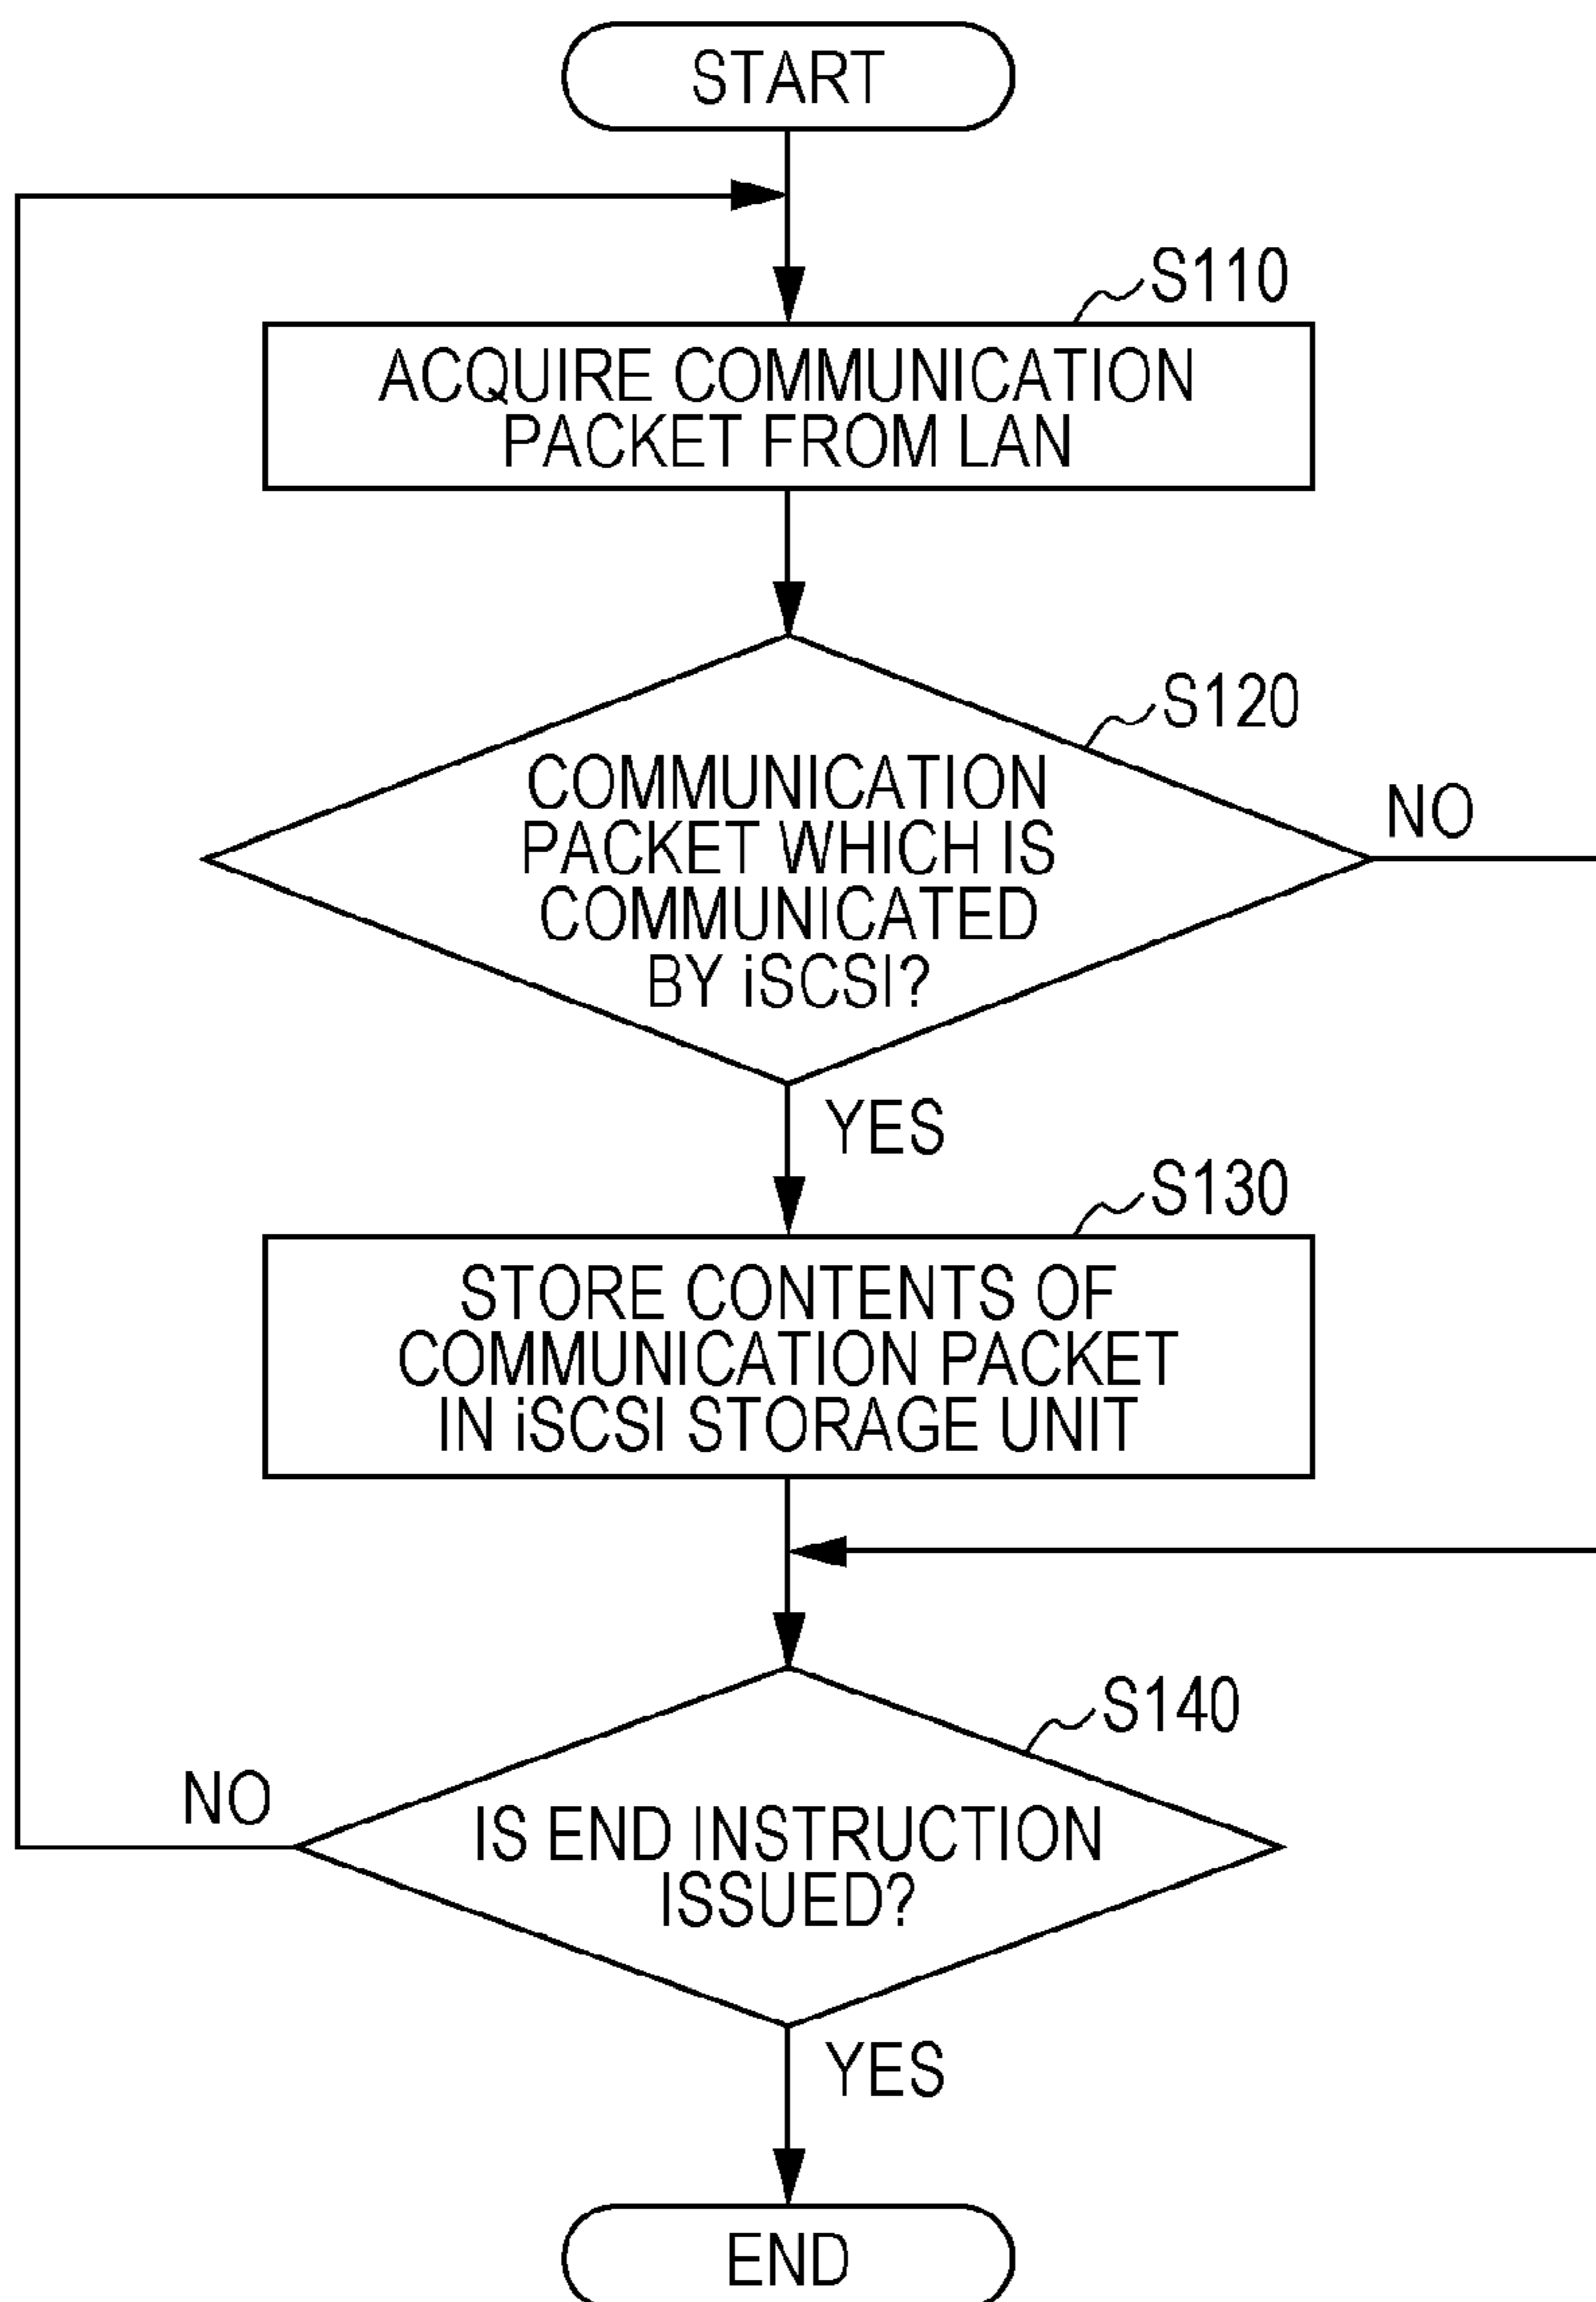 START
S110
ACQUIRE COMMUNICATION
PACKET FROM LAN
S120
COMMUNICATION
PACKET WHICH IS
COMMUNICATED
BY iSCSI?
NO
YES
S130
STORE CONTENTS OF
COMMUNICATION PACKET
IN iSCSI STORAGE UNIT
S140
NO
IS END INSTRUCTION
ISSUED?
YES
END